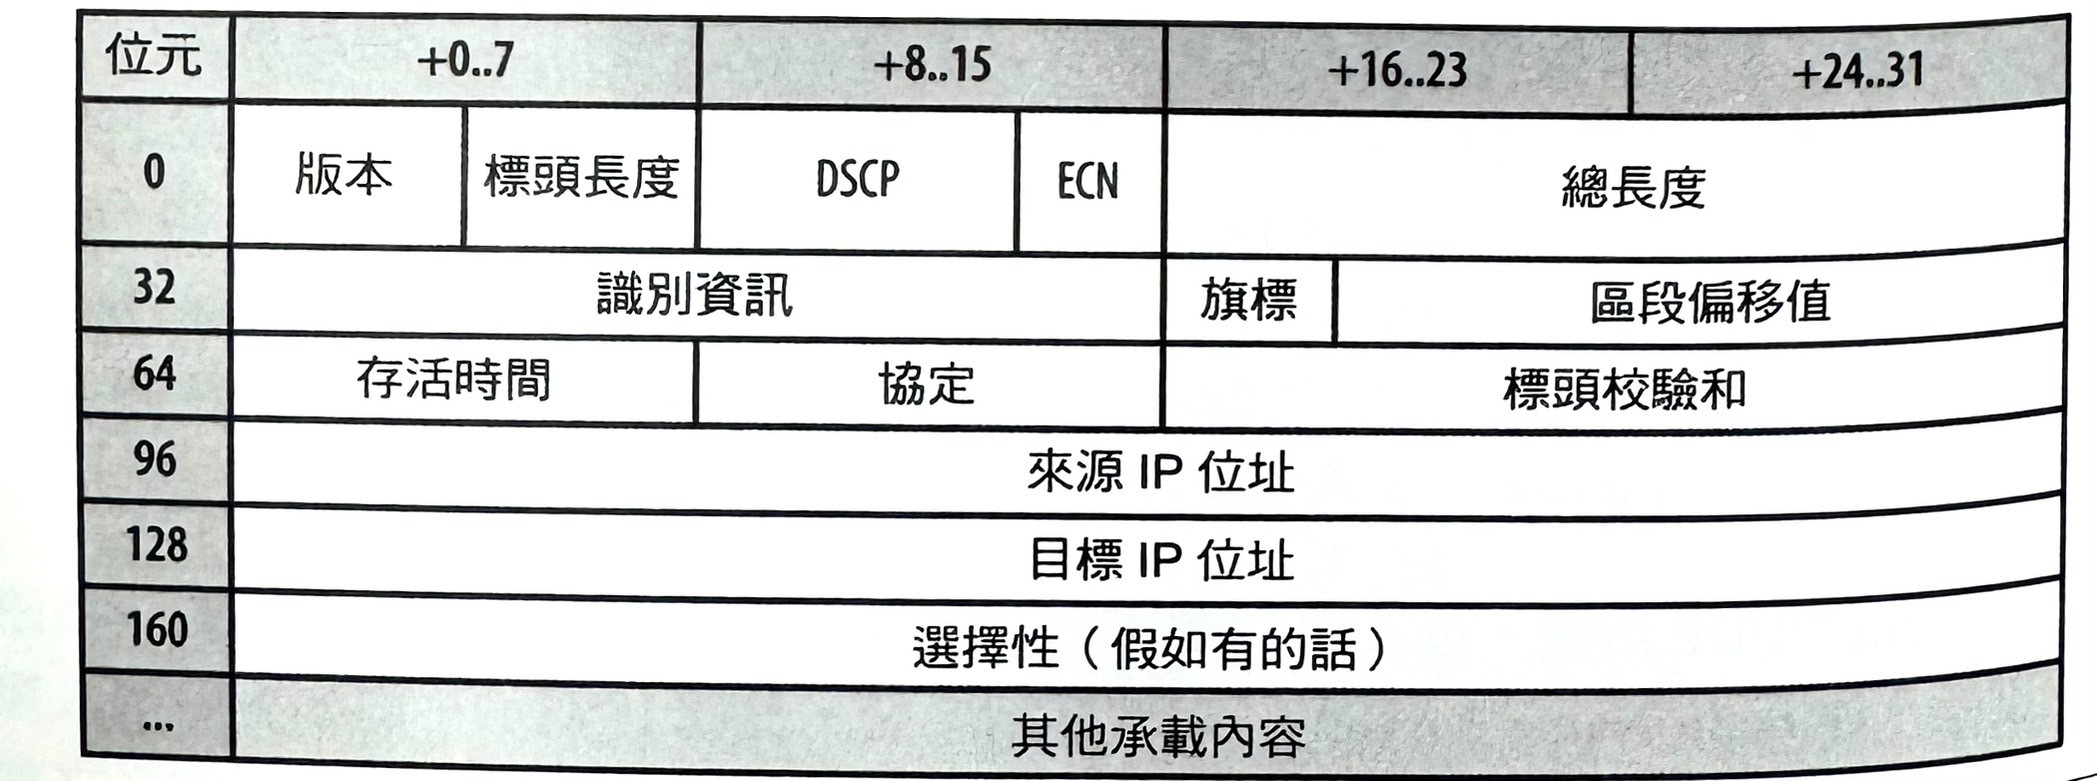 位元 +0..7 +8..15 +16..23 +24..31
0 版本 標頭長度 DSCP ECN 總長度
32 識別資訊 旗標 區段偏移值
64 存活時間 協定 標頭校驗和
96 來源 IP 位址
128 目標 IP 位址
160 選擇性（假如有的話）
... 其他承載內容